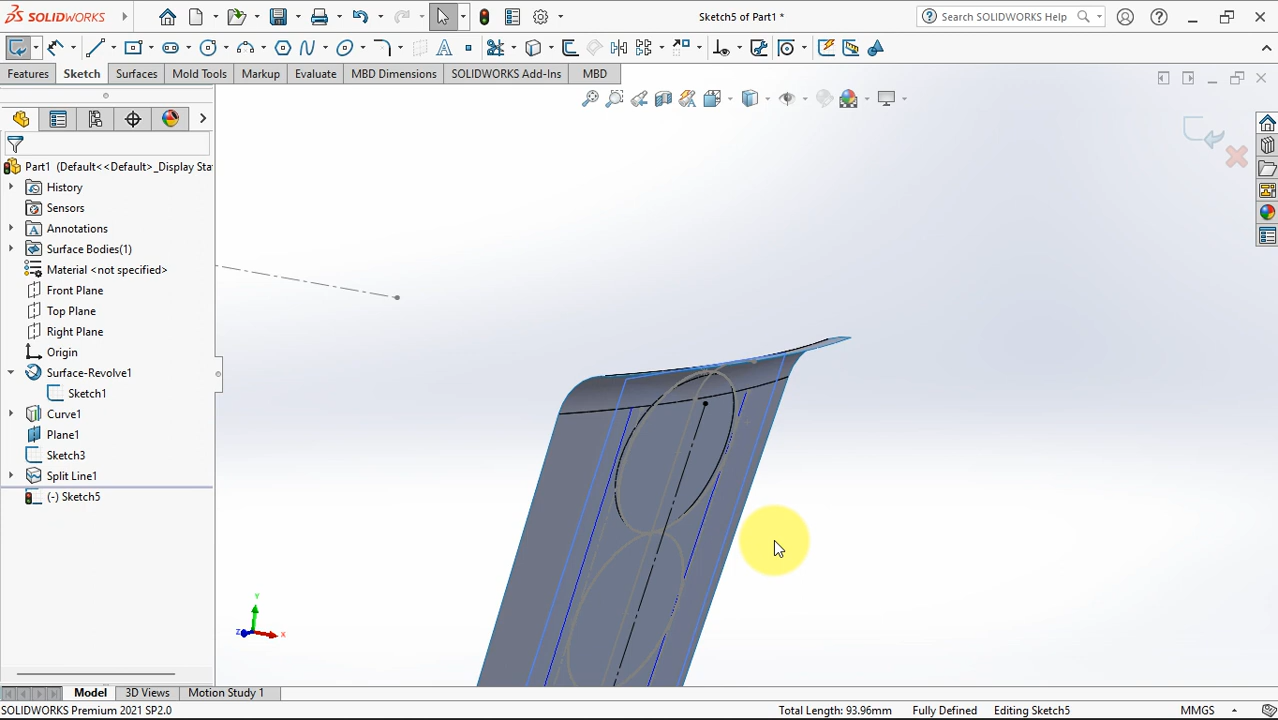 SOLIDWORKS
Sketch5 of Part1 *
Search SOLIDWORKS Help
Features
Sketch
Surfaces
Mold Tools
Markup
Evaluate
MBD Dimensions
SOLIDWORKS Add-Ins
MBD
Part1 (Default<<Default>_Display Sta
History
Sensors
Annotations
Surface Bodies(1)
Material <not specified>
Front Plane
Top Plane
Right Plane
Origin
Surface-Revolve1
Sketch1
Curve1
Plane1
Sketch3
Split Line1
(-) Sketch5
Y
Z
X
Model
3D Views
Motion Study 1
SOLIDWORKS Premium 2021 SP2.0
Total Length: 93.96mm
Fully Defined
Editing Sketch5
MMGS